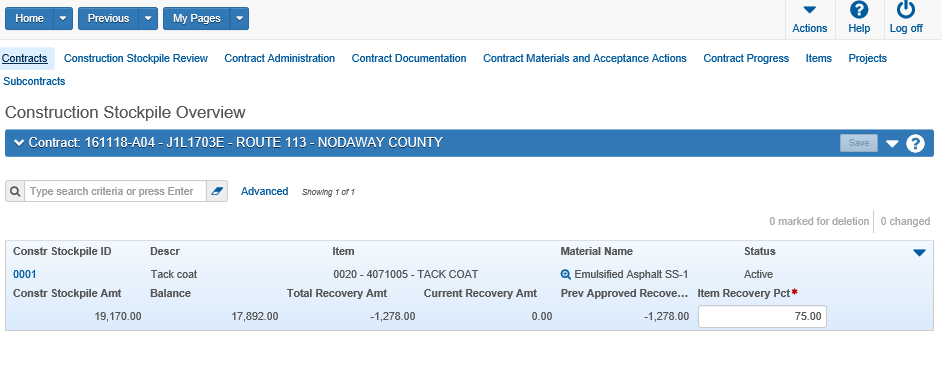 Home Previous My Pages Actions Help Log off
Contracts Construction Stockpile Review Contract Administration Contract Documentation Contract Materials and Acceptance Actions Contract Progress Items Projects
Subcontracts
Construction Stockpile Overview
Contract: 161118-A04 - J1L1703E - ROUTE 113 - NODAWAY COUNTY Save ?
Type search criteria or press Enter Advanced Showing 1 of 1
0 marked for deletion 0 changed
Constr Stockpile ID Descr Item Material Name Status
0001 Tack coat 0020 - 4071005 - TACK COAT Emulsified Asphalt SS-1 Active
Constr Stockpile Amt Balance Total Recovery Amt Current Recovery Amt Prev Approved Recove... Item Recovery Pct*
19,170.00 17,892.00 -1,278.00 0.00 -1,278.00 75.00